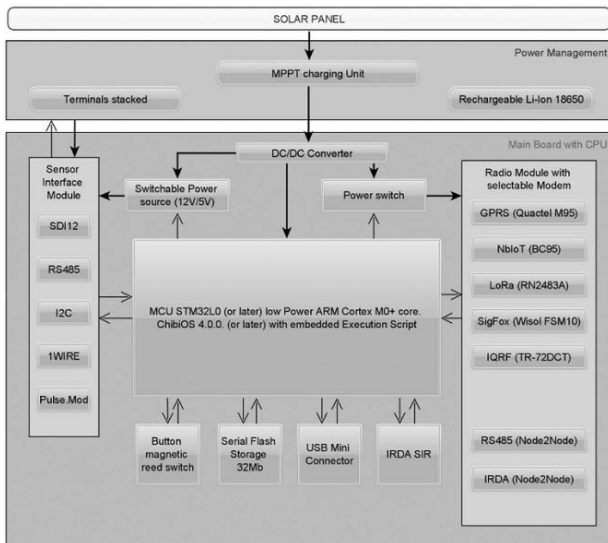 SOLAR PANEL
Power Management
MPPT charging Unit
Terminals stacked
Rechargeable Li-Ion 18650
Main Board with CPU
DC/DC Converter
Sensor
Interface
Module
Switchable Power
source (12V/5V)
Power switch
Radio Module with
selectable Modem
SDI12
RS485
I2C
1WIRE
Pulse.Mod
MCU STM32L0 (or later) low Power ARM Cortex M0+ core.
ChibiOS 4.0.0. (or later) with embedded Execution Script
GPRS (Quactel M95)
NbIoT (BC95)
LoRa (RN2483A)
SigFox (Wisol FSM10)
IQRF (TR-72DCT)
RS485 (Node2Node)
IRDA (Node2Node)
Button
magnetic
reed switch
Serial Flash
Storage
32Mb
USB Mini
Connector
IRDA SIR